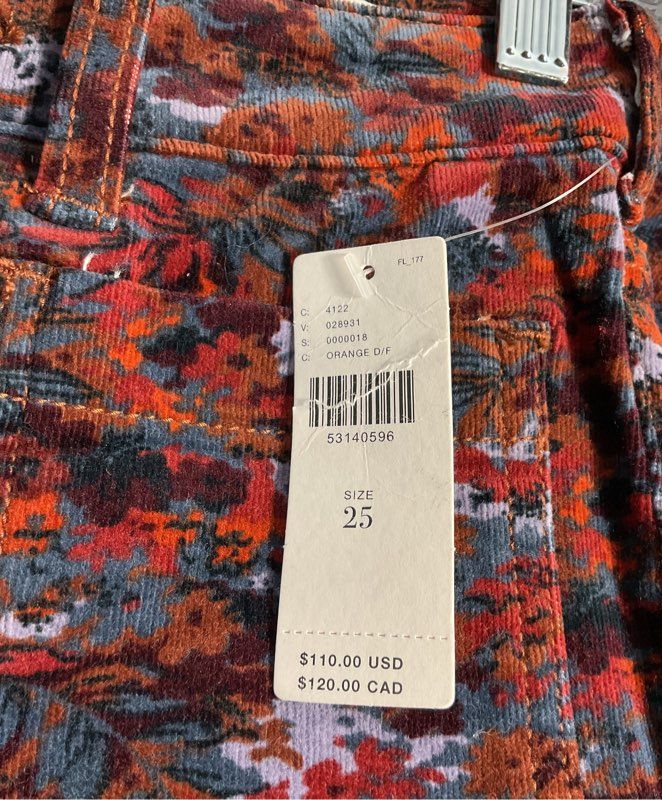 FL_177
C: 4122
V: 028931
S: 0000018
C: ORANGE D/F
53140596
SIZE
25
$110.00 USD
$120.00 CAD